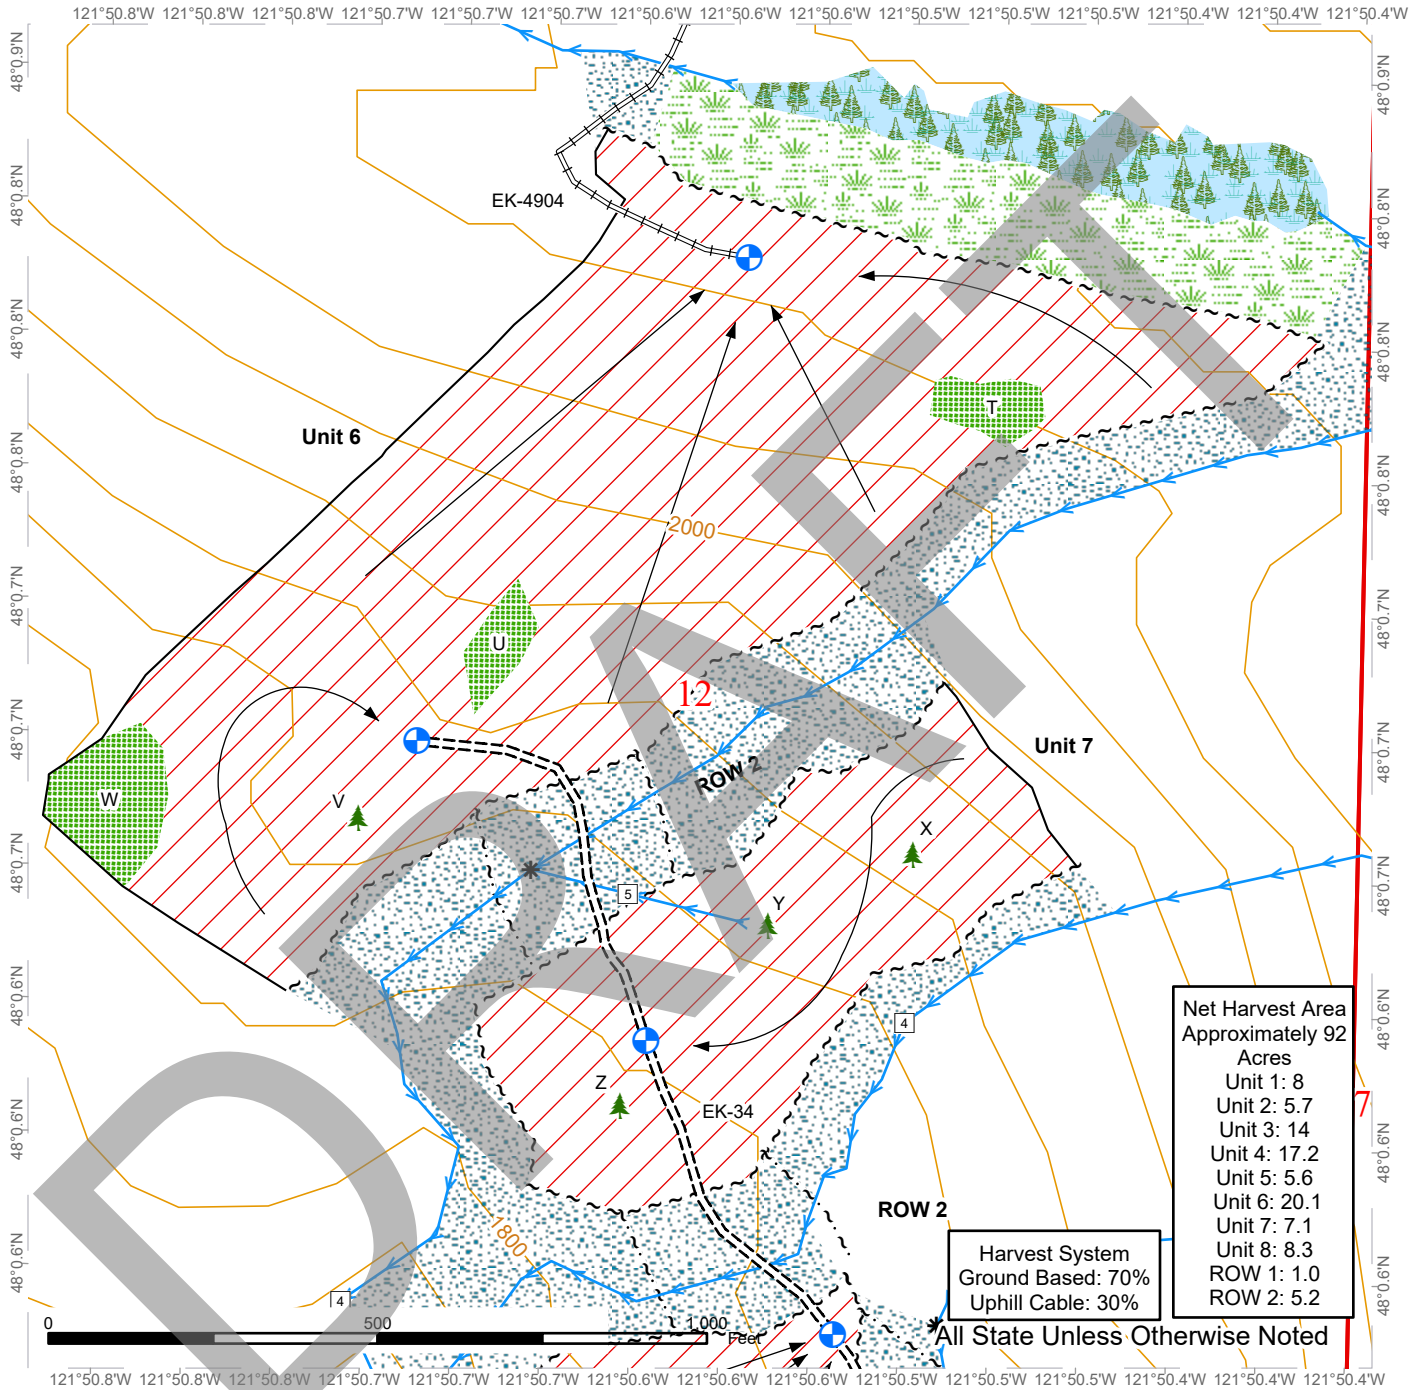 121°50.8'W 121°50.8'W 121°50.8'W 121°50.7'W 121°50.7'W 121°50.7'W 121°50.6'W 121°50.6'W 121°50.6'W 121°50.5'W 121°50.5'W 121°50.5'W 121°50.4'W 121°50.4'W 121°50.4'W
48°0.9'N 48°0.9'N
48°0.8'N 48°0.8'N
48°0.8'N 48°0.8'N
48°0.8'N 48°0.8'N
48°0.7'N 48°0.7'N
48°0.7'N 48°0.7'N
48°0.7'N 48°0.7'N
48°0.6'N 48°0.6'N
48°0.6'N 48°0.6'N
48°0.6'N 48°0.6'N
EK-4904
T
Unit 6
2000
U
12
Unit 7
ROW 2
W
V
X
5
Y
4
Z
EK-34
7
ROW 2
1800
4
DRAFT
Net Harvest Area
Approximately 92
Acres
Unit 1: 8
Unit 2: 5.7
Unit 3: 14
Unit 4: 17.2
Unit 5: 5.6
Unit 6: 20.1
Unit 7: 7.1
Unit 8: 8.3
ROW 1: 1.0
ROW 2: 5.2
Harvest System
Ground Based: 70%
Uphill Cable: 30%
0 500 1,000
Feet
All State Unless Otherwise Noted
121°50.8'W 121°50.8'W 121°50.8'W 121°50.7'W 121°50.7'W 121°50.7'W 121°50.6'W 121°50.6'W 121°50.6'W 121°50.5'W 121°50.5'W 121°50.5'W 121°50.4'W 121°50.4'W 121°50.4'W